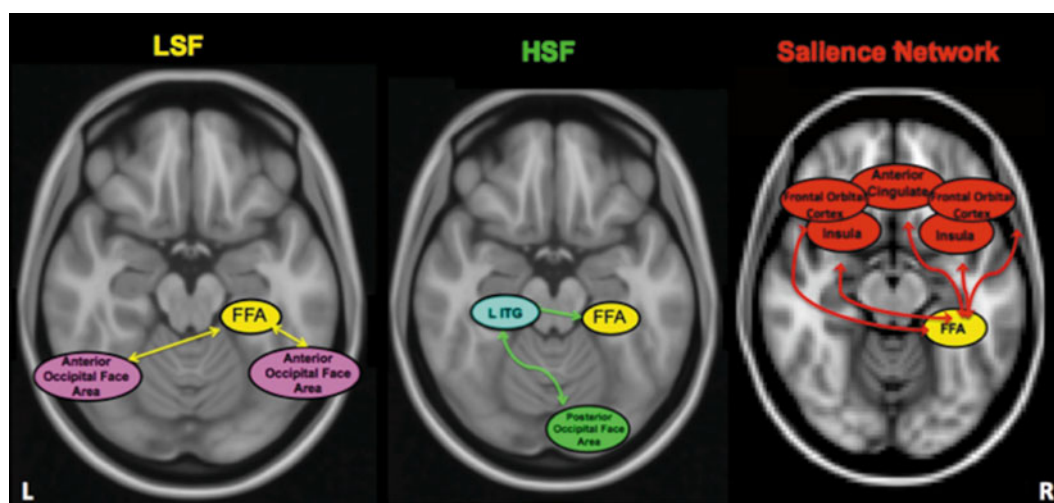 LSF
HSF
Salience Network
FFA
Anterior
Occipital Face
Area
Anterior
Occipital Face
Area
L ITG
FFA
Posterior
Occipital Face
Area
Anterior
Cingulate
Frontal Orbital
Cortex
Frontal Orbital
Cortex
Insula
Insula
FFA
L
R